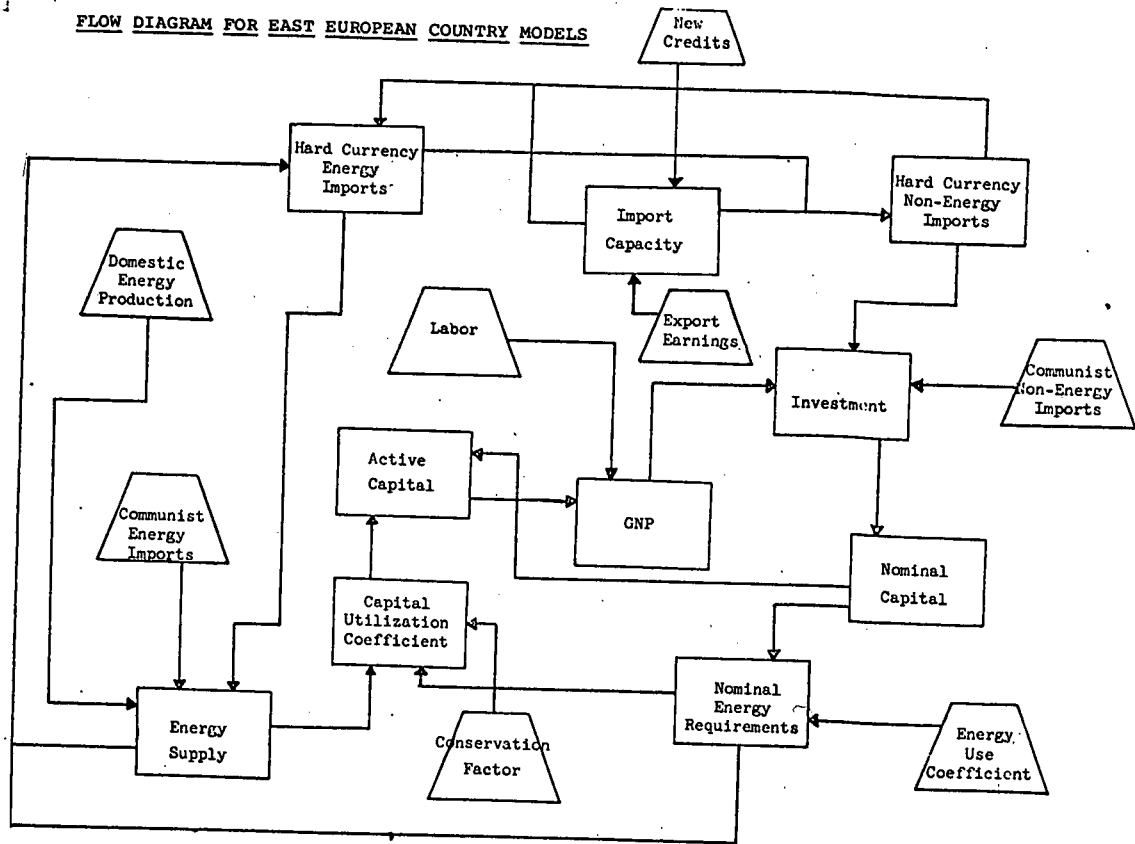 FLOW DIAGRAM FOR EAST EUROPEAN COUNTRY MODELS
New
Credits
Hard Currency
Energy
Imports
Hard Currency
Non-Energy
Imports
Import
Capacity
Domestic
Energy
Production
Labor
Export
Earnings
Investment
Communist
Non-Energy
Imports
Active
Capital
GNP
Communist
Energy
Imports
Nominal
Capital
Capital
Utilization
Coefficient
Nominal
Energy
Requirements
Energy
Supply
Conservation
Factor
Energy
Use
Coefficient